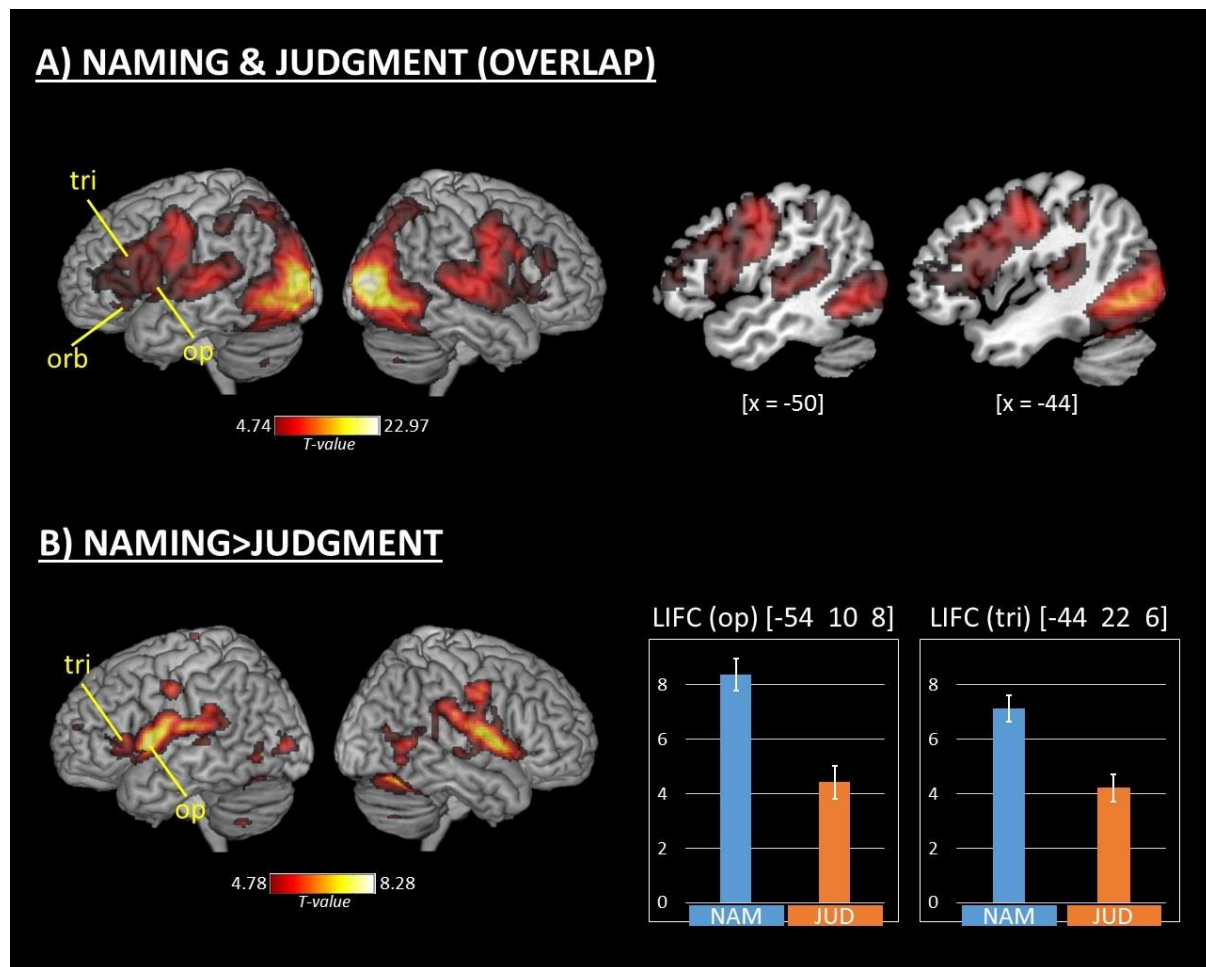 A) NAMING & JUDGMENT (OVERLAP)
tri
orb
op
4.74 22.97
T-value
[x = -50] [x = -44]
B) NAMING>JUDGMENT
tri
op
4.78 8.28
T-value
LIFC (op) [-54 10 8]
8
6
4
2
0
NAM JUD
LIFC (tri) [-44 22 6]
8
6
4
2
0
NAM JUD